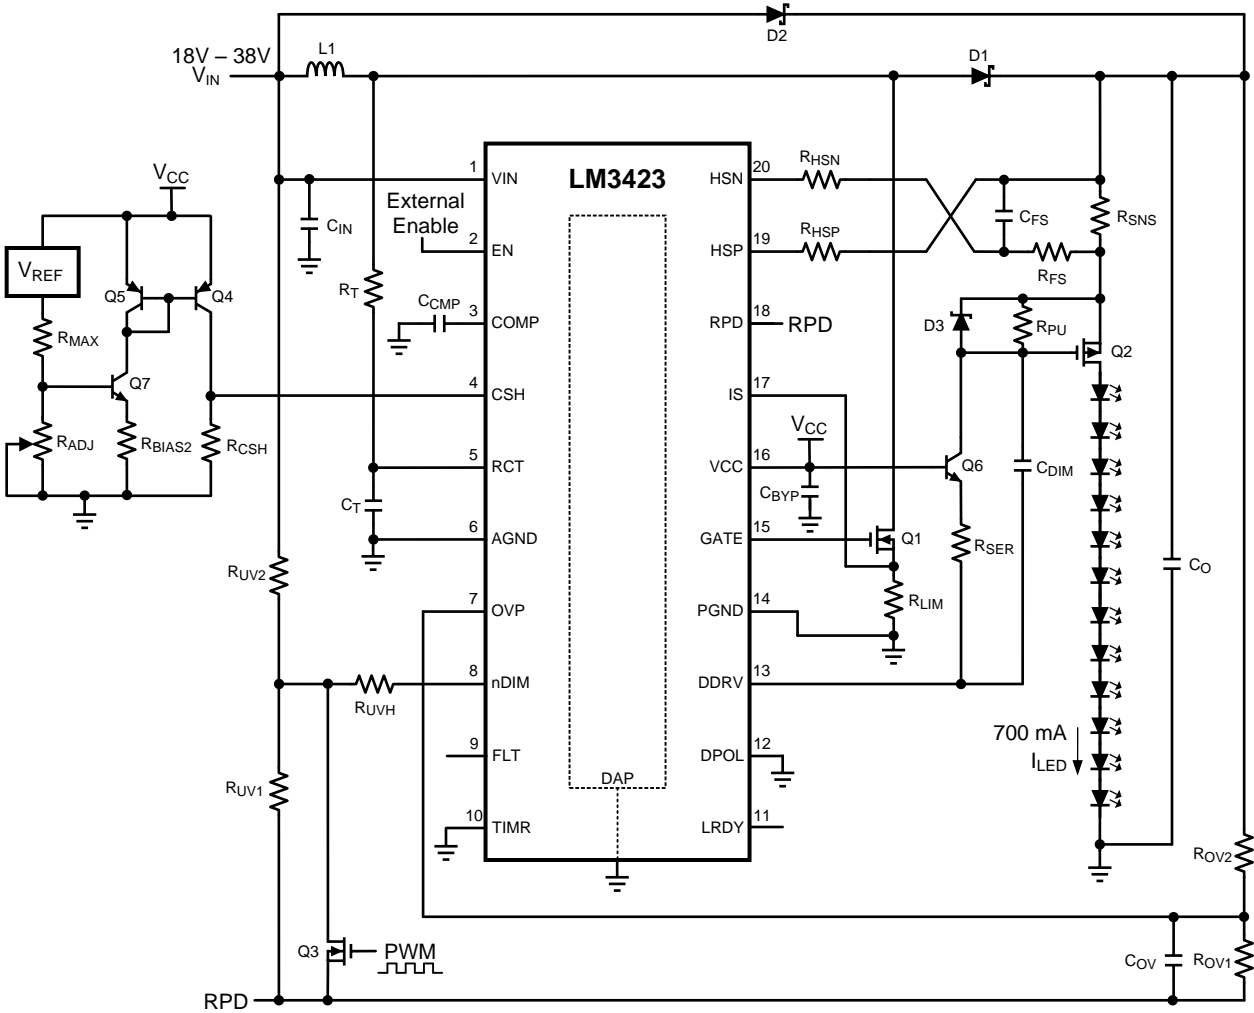 D2
18V – 38V
VIN
L1
D1
VCC
LM3423
1 VIN
HSN 20
RHSN
External
Enable
CIN
CFS
RSNS
2 EN
HSP 19
RHSP
VREF
RFS
Q5
Q4
RT
CCMP
3 COMP
RPD 18
RPD
D3
RPU
Q2
RMAX
Q7
4 CSH
IS 17
RADJ
RBIAS2
RCSH
VCC
5 RCT
VCC 16
Q6
CDIM
CT
CBYP
6 AGND
GATE 15
Q1
RSER
RUV2
CO
7 OVP
PGND 14
RLIM
8 nDIM
DDRV 13
RUVH
700 mA
ILED
9 FLT
DPOL 12
RUV1
DAP
10 TIMR
LRDY 11
ROV2
Q3
PWM
COV
ROV1
RPD